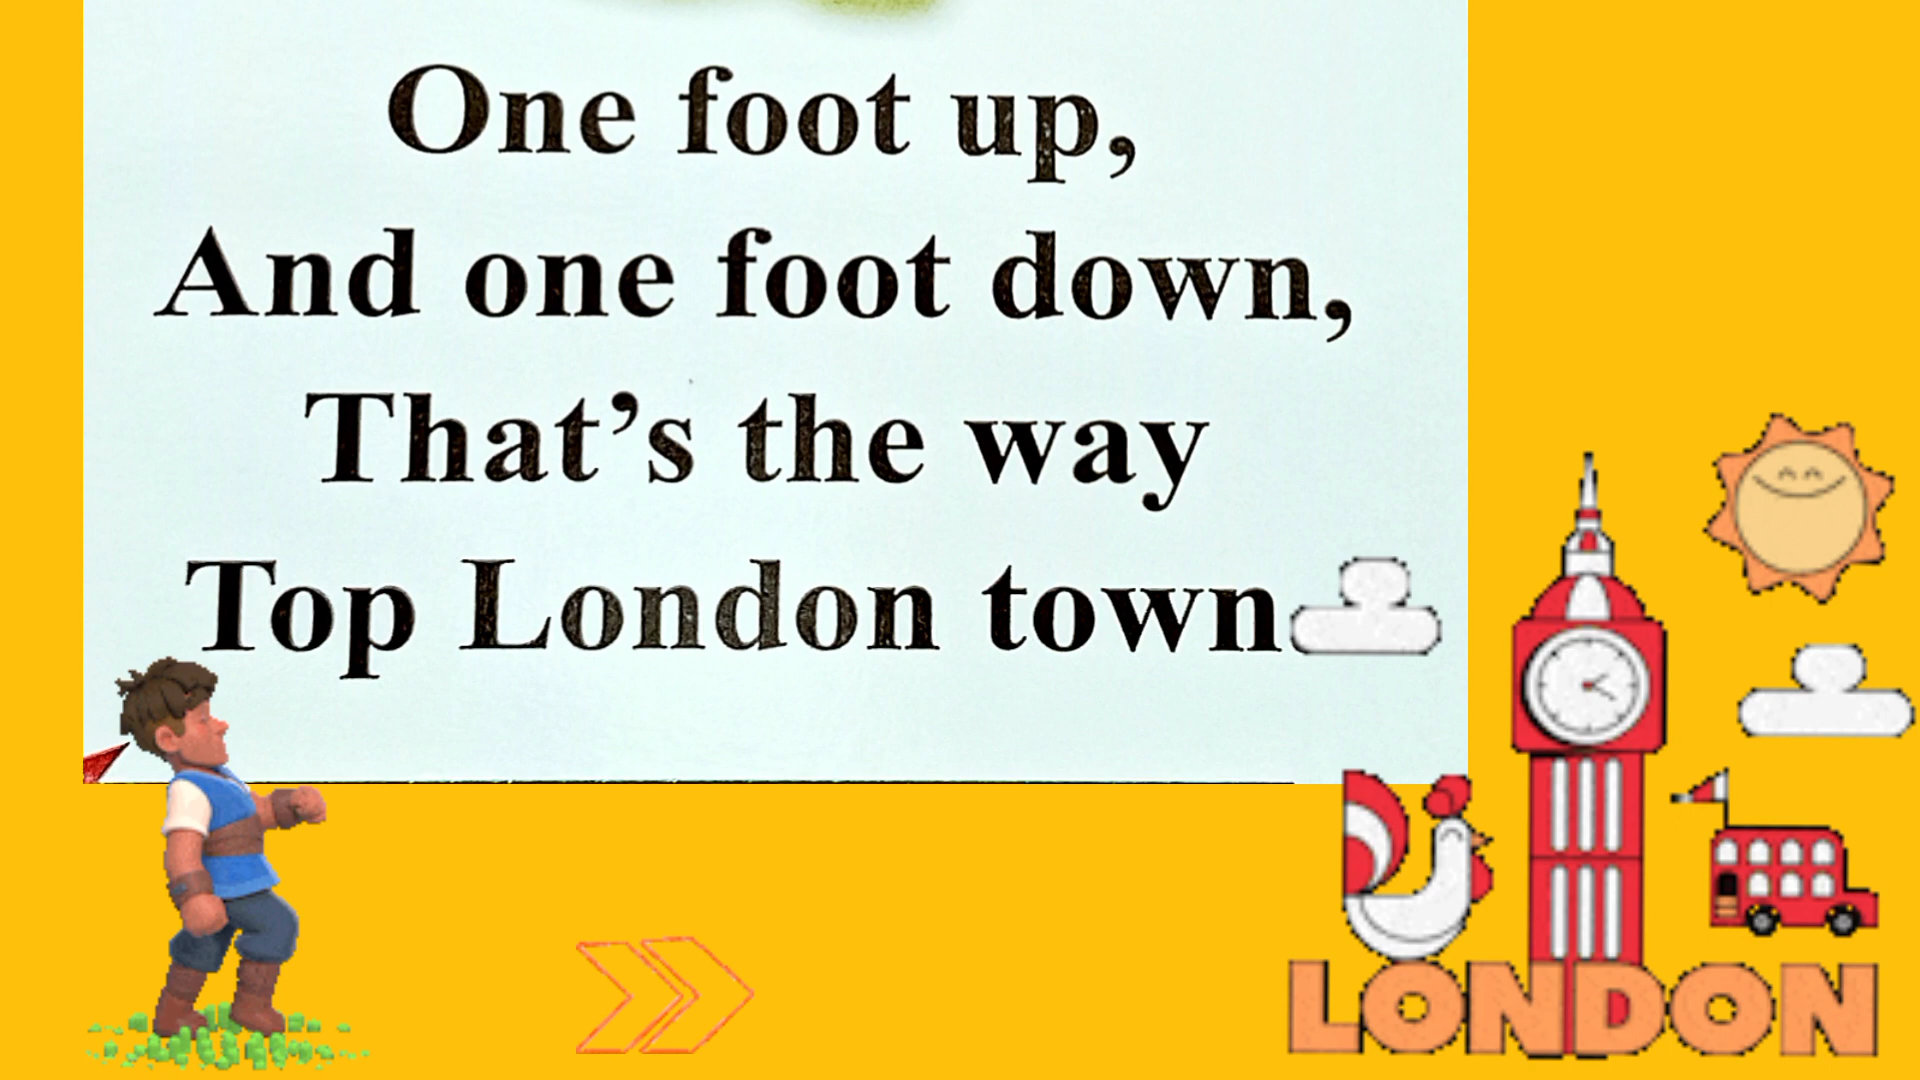 One foot up,
And one foot down,
That’s the way
Top London town
LONDON